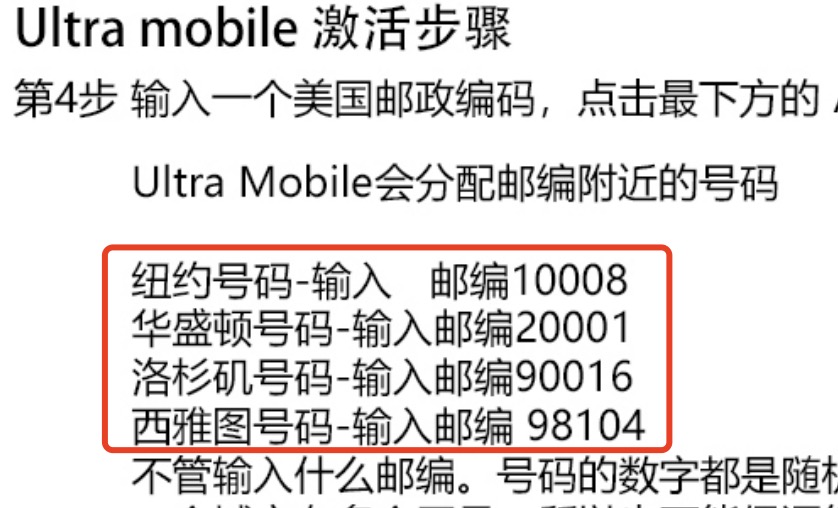 Ultra mobile 激活步骤
第4步 输入一个美国邮政编码，点击最下方的
Ultra Mobile会分配邮编附近的号码
纽约号码-输入 邮编10008
华盛顿号码-输入邮编20001
洛杉矶号码-输入邮编90016
西雅图号码-输入邮编 98104
不管输入什么邮编。号码的数字都是随机